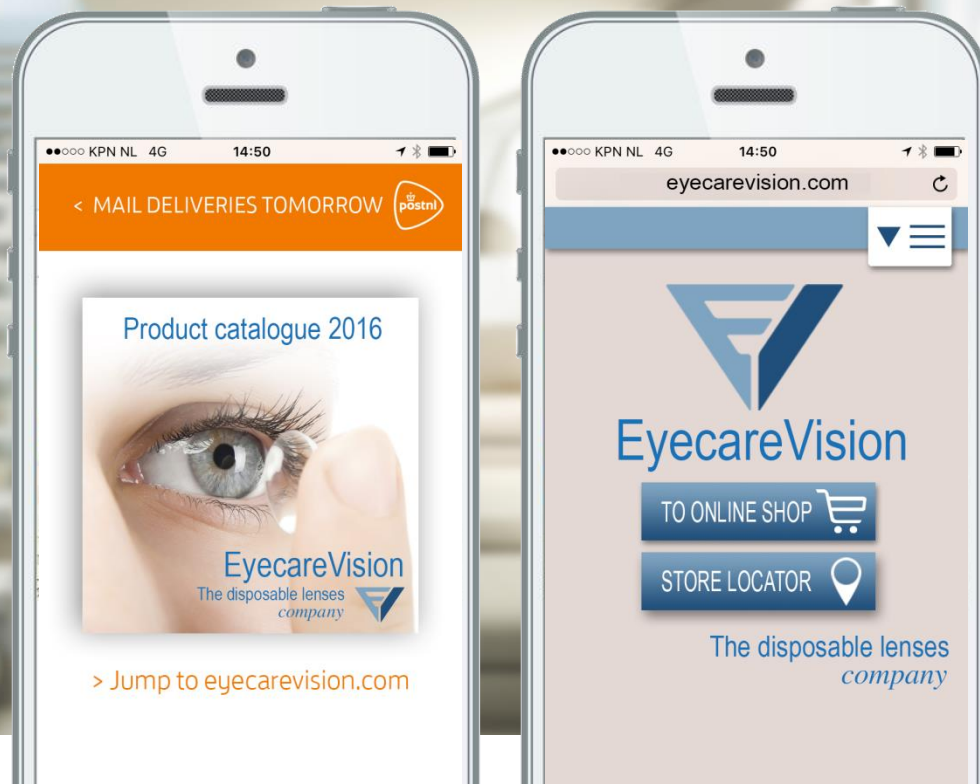 KPN NL 4G 14:50
< MAIL DELIVERIES TOMORROW postnl
Product catalogue 2016
EyecareVision
The disposable lenses
company
> Jump to eyecarevision.com
KPN NL 4G 14:50
eyecarevision.com
EyecareVision
TO ONLINE SHOP
STORE LOCATOR
The disposable lenses
company